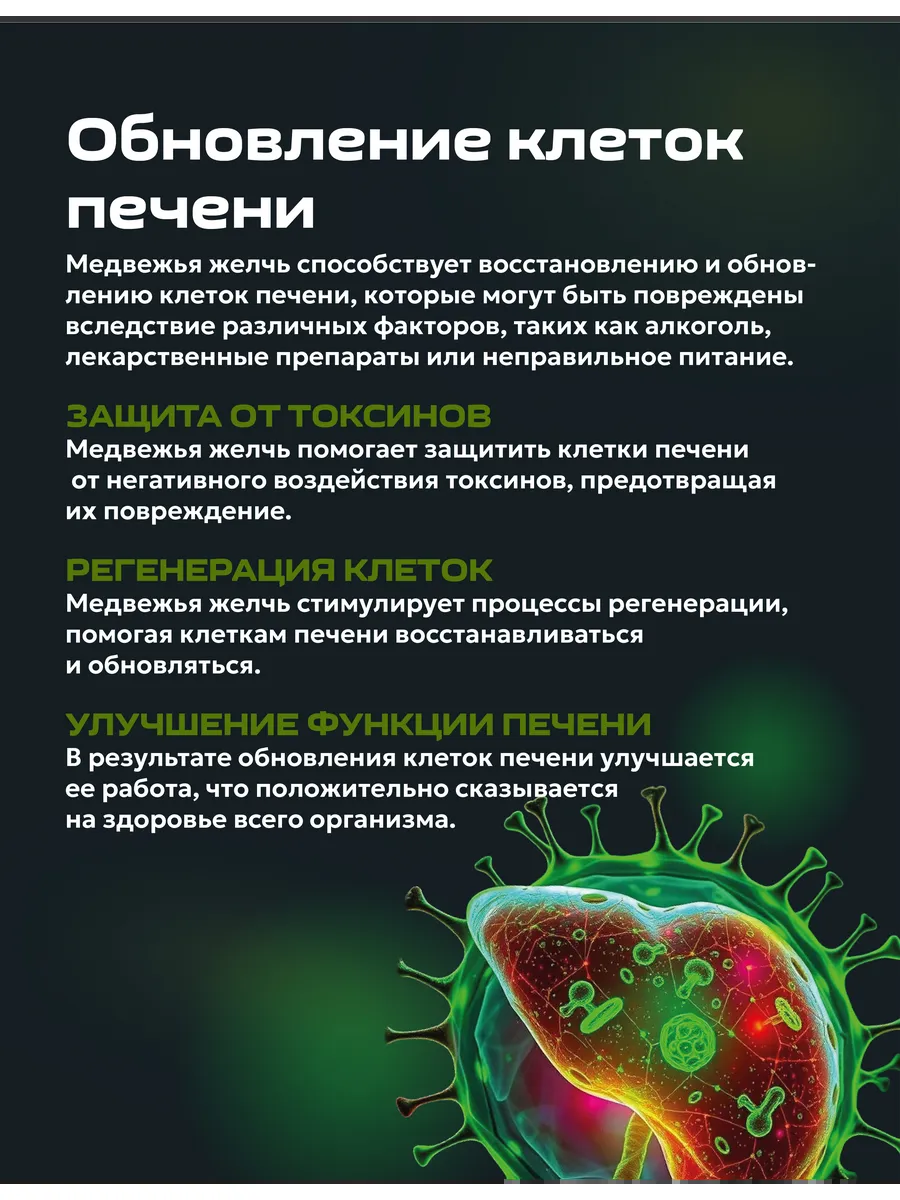 Обновление клеток
печени
Медвежья желчь способствует восстановлению и обнов-
лению клеток печени, которые могут быть повреждены
вследствие различных факторов, таких как алкоголь,
лекарственные препараты или неправильное питание.
ЗАЩИТА ОТ ТОКСИНОВ
Медвежья желчь помогает защитить клетки печени
от негативного воздействия токсинов, предотвращая
их повреждение.
РЕГЕНЕРАЦИЯ КЛЕТОК
Медвежья желчь стимулирует процессы регенерации,
помогая клеткам печени восстанавливаться
и обновляться.
УЛУЧШЕНИЕ ФУНКЦИИ ПЕЧЕНИ
В результате обновления клеток печени улучшается
ее работа, что положительно сказывается
на здоровье всего организма.